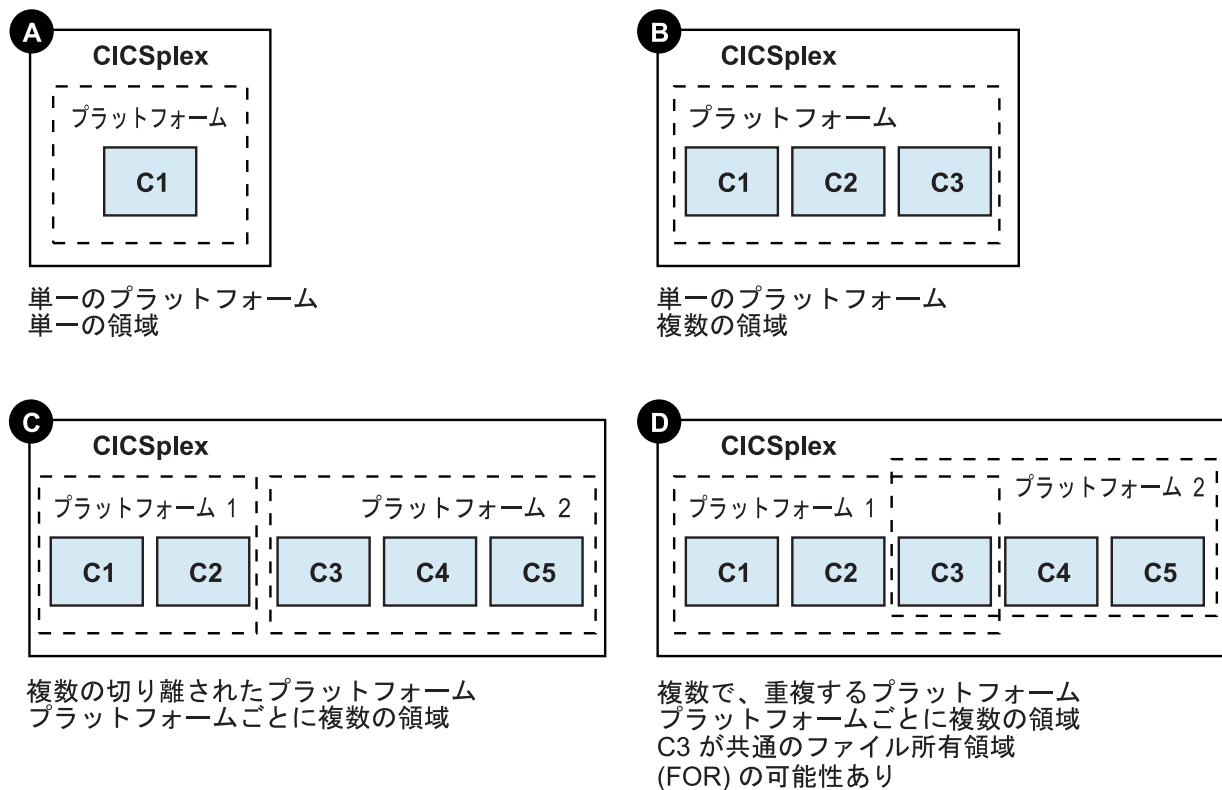 A
CICSplex
プラットフォーム
C1
単一のプラットフォーム
単一の領域
B
CICSplex
プラットフォーム
C1 C2 C3
単一のプラットフォーム
複数の領域
C
CICSplex
プラットフォーム 1
プラットフォーム 2
C1 C2 C3 C4 C5
複数の切り離されたプラットフォーム
プラットフォームごとに複数の領域
D
CICSplex
プラットフォーム 1
プラットフォーム 2
C1 C2 C3 C4 C5
複数で、重複するプラットフォーム
プラットフォームごとに複数の領域
C3 が共通のファイル所有領域
(FOR) の可能性あり